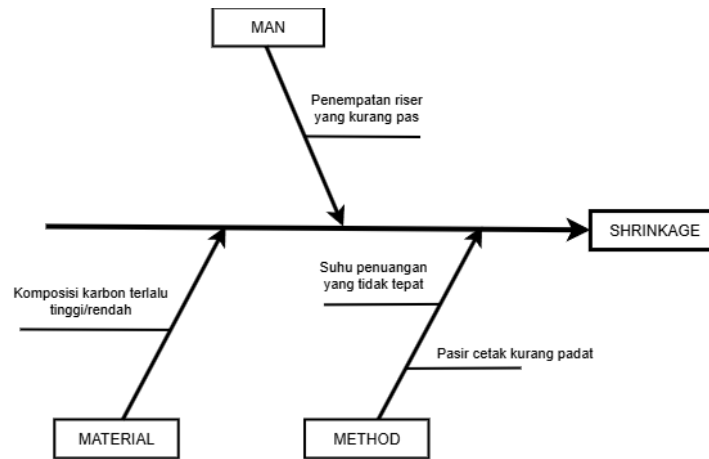 MAN
Penempatan riser
yang kurang pas
SHRINKAGE
Komposisi karbon terlalu
tinggi/rendah
Suhu penuangan
yang tidak tepat
Pasir cetak kurang padat
MATERIAL
METHOD